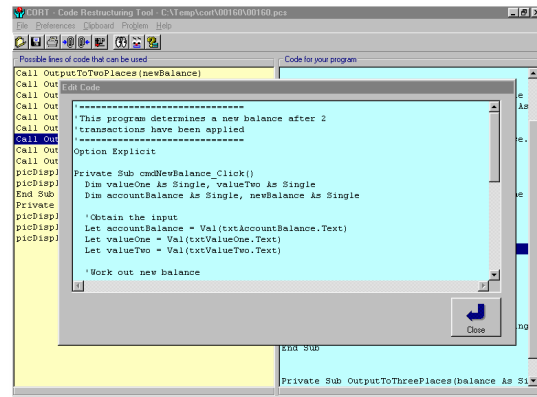 CORT - Code Restructuring Tool - C:\Temp\cort\00160\00160.pcs
File Preferences Clipboard Problem Help
Possible lines of code that can be used
Code for your program
Call OutputToTwoPlaces(newBalance)
Call Out
Call Out
Call Out
Call Out
Call Out
Call Out
Call Out
Call Out
picDispl
End Sub
Private
picDispl
picDispl
picDispl
Edit Code
'==============================
'This program determines a new balance after 2
'transactions have been applied
'==============================
Option Explicit
Private Sub cmdNewBalance_Click()
Dim valueOne As Single, valueTwo As Single
Dim accountBalance As Single, newBalance As Single
'Obtain the input
Let accountBalance = Val(txtAccountBalance.Text)
Let valueOne = Val(txtValueOne.Text)
Let valueTwo = Val(txtValueTwo.Text)
'Work out new balance
Close
End Sub
Private Sub OutputToThreePlaces(balance As Si